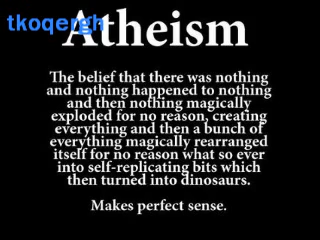 tkoqergh
Atheism
The belief that there was nothing
and nothing happened to nothing
and then nothing magically
exploded for no reason, creating
everything and then a bunch of
everything magically rearranged
itself for no reason what so ever
into self-replicating bits which
then turned into dinosaurs.
Makes perfect sense.